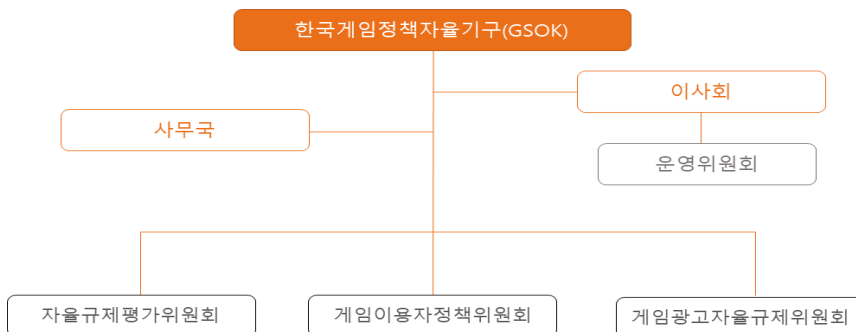 한국게임정책자율기구(GSOK)
이사회
사무국
운영위원회
자율규제평가위원회
게임이용자정책위원회
게임광고자율규제위원회